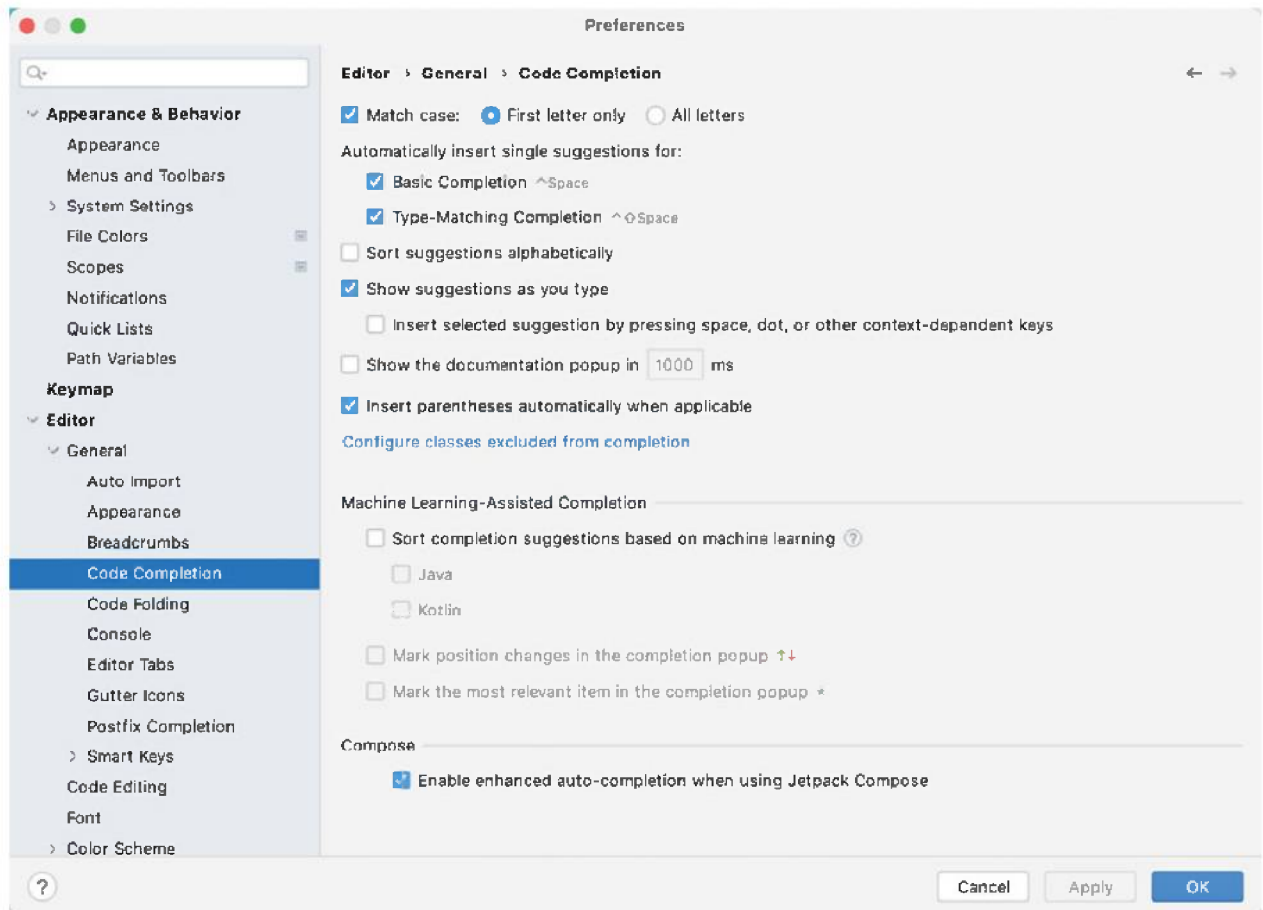 Preferences
Appearance & Behavior
Appearance
Menus and Toolbars
System Settings
File Colors
Scopes
Notifications
Quick Lists
Path Variables
Keymap
Editor
General
Auto Import
Appearance
Breadcrumbs
Code Completion
Code Folding
Console
Editor Tabs
Gutter Icons
Postfix Completion
Smart Keys
Code Editing
Font
Color Scheme
Editor › General › Code Completion
Match case: First letter only All letters
Automatically insert single suggestions for:
Basic Completion ^Space
Type-Matching Completion ^⇧Space
Sort suggestions alphabetically
Show suggestions as you type
Insert selected suggestion by pressing space, dot, or other context-dependent keys
Show the documentation popup in 1000 ms
Insert parentheses automatically when applicable
Configure classes excluded from completion
Machine Learning-Assisted Completion
Sort completion suggestions based on machine learning ?
Java
Kotlin
Mark position changes in the completion popup ↑↓
Mark the most relevant item in the completion popup ★
Compose
Enable enhanced auto-completion when using Jetpack Compose
? Cancel Apply OK